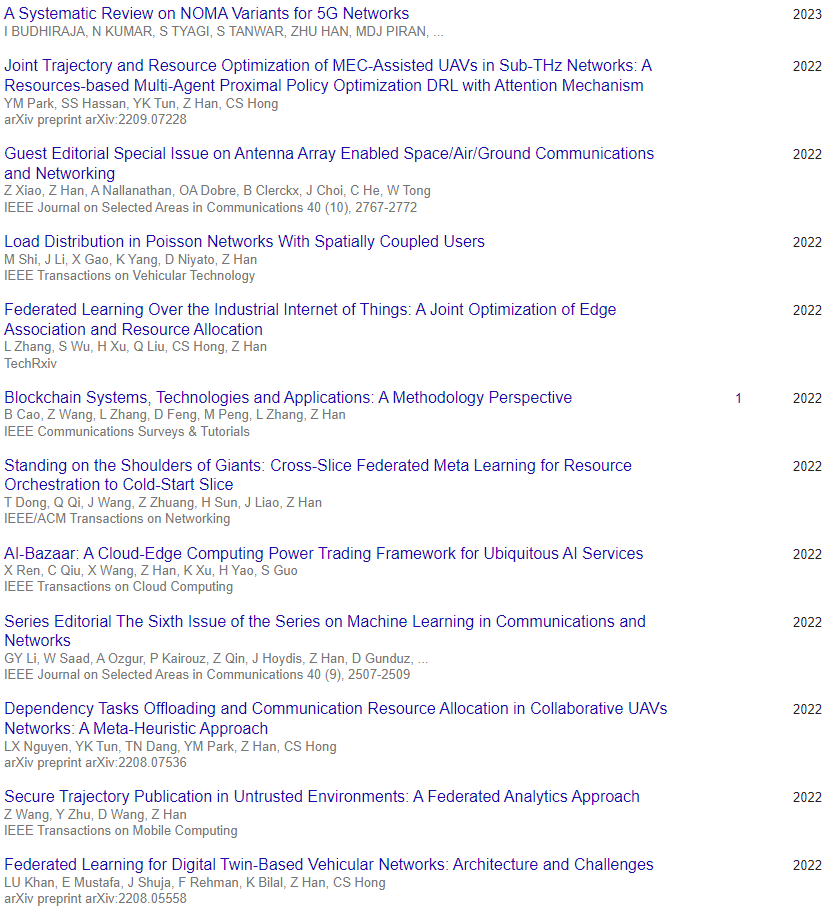 A Systematic Review on NOMA Variants for 5G Networks 2023
I BUDHIRAJA, N KUMAR, S TYAGI, S TANWAR, ZHU HAN, MDJ PIRAN, ...
Joint Trajectory and Resource Optimization of MEC-Assisted UAVs in Sub-THz Networks: A 2022
Resources-based Multi-Agent Proximal Policy Optimization DRL with Attention Mechanism
YM Park, SS Hassan, YK Tun, Z Han, CS Hong
arXiv preprint arXiv:2209.07228
Guest Editorial Special Issue on Antenna Array Enabled Space/Air/Ground Communications 2022
and Networking
Z Xiao, Z Han, A Nallanathan, OA Dobre, B Clerckx, J Choi, C He, W Tong
IEEE Journal on Selected Areas in Communications 40 (10), 2767-2772
Load Distribution in Poisson Networks With Spatially Coupled Users 2022
M Shi, J Li, X Gao, K Yang, D Niyato, Z Han
IEEE Transactions on Vehicular Technology
Federated Learning Over the Industrial Internet of Things: A Joint Optimization of Edge 2022
Association and Resource Allocation
L Zhang, S Wu, H Xu, Q Liu, CS Hong, Z Han
TechRxiv
Blockchain Systems, Technologies and Applications: A Methodology Perspective 1 2022
B Cao, Z Wang, L Zhang, D Feng, M Peng, L Zhang, Z Han
IEEE Communications Surveys & Tutorials
Standing on the Shoulders of Giants: Cross-Slice Federated Meta Learning for Resource 2022
Orchestration to Cold-Start Slice
T Dong, Q Qi, J Wang, Z Zhuang, H Sun, J Liao, Z Han
IEEE/ACM Transactions on Networking
AI-Bazaar: A Cloud-Edge Computing Power Trading Framework for Ubiquitous AI Services 2022
X Ren, C Qiu, X Wang, Z Han, K Xu, H Yao, S Guo
IEEE Transactions on Cloud Computing
Series Editorial The Sixth Issue of the Series on Machine Learning in Communications and 2022
Networks
GY Li, W Saad, A Ozgur, P Kairouz, Z Qin, J Hoydis, Z Han, D Gunduz, ...
IEEE Journal on Selected Areas in Communications 40 (9), 2507-2509
Dependency Tasks Offloading and Communication Resource Allocation in Collaborative UAVs 2022
Networks: A Meta-Heuristic Approach
LX Nguyen, YK Tun, TN Dang, YM Park, Z Han, CS Hong
arXiv preprint arXiv:2208.07536
Secure Trajectory Publication in Untrusted Environments: A Federated Analytics Approach 2022
Z Wang, Y Zhu, D Wang, Z Han
IEEE Transactions on Mobile Computing
Federated Learning for Digital Twin-Based Vehicular Networks: Architecture and Challenges 2022
LU Khan, E Mustafa, J Shuja, F Rehman, K Bilal, Z Han, CS Hong
arXiv preprint arXiv:2208.05558